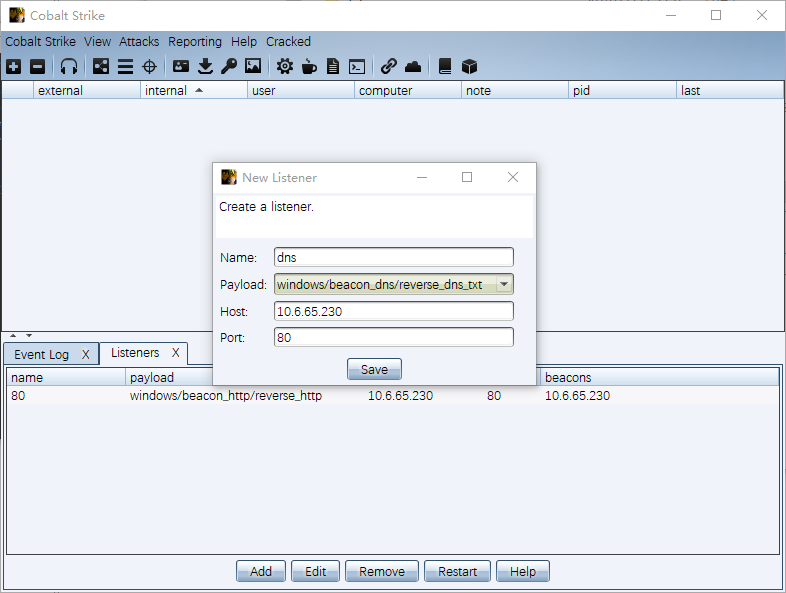 Cobalt Strike
Cobalt Strike View Attacks Reporting Help Cracked
external internal user computer note pid last
New Listener
Create a listener.
Name: dns
Payload: windows/beacon_dns/reverse_dns_txt
Host: 10.6.65.230
Port: 80
Save
Event Log X Listeners X
name payload beacons
80 windows/beacon_http/reverse_http 10.6.65.230 80 10.6.65.230
Add Edit Remove Restart Help